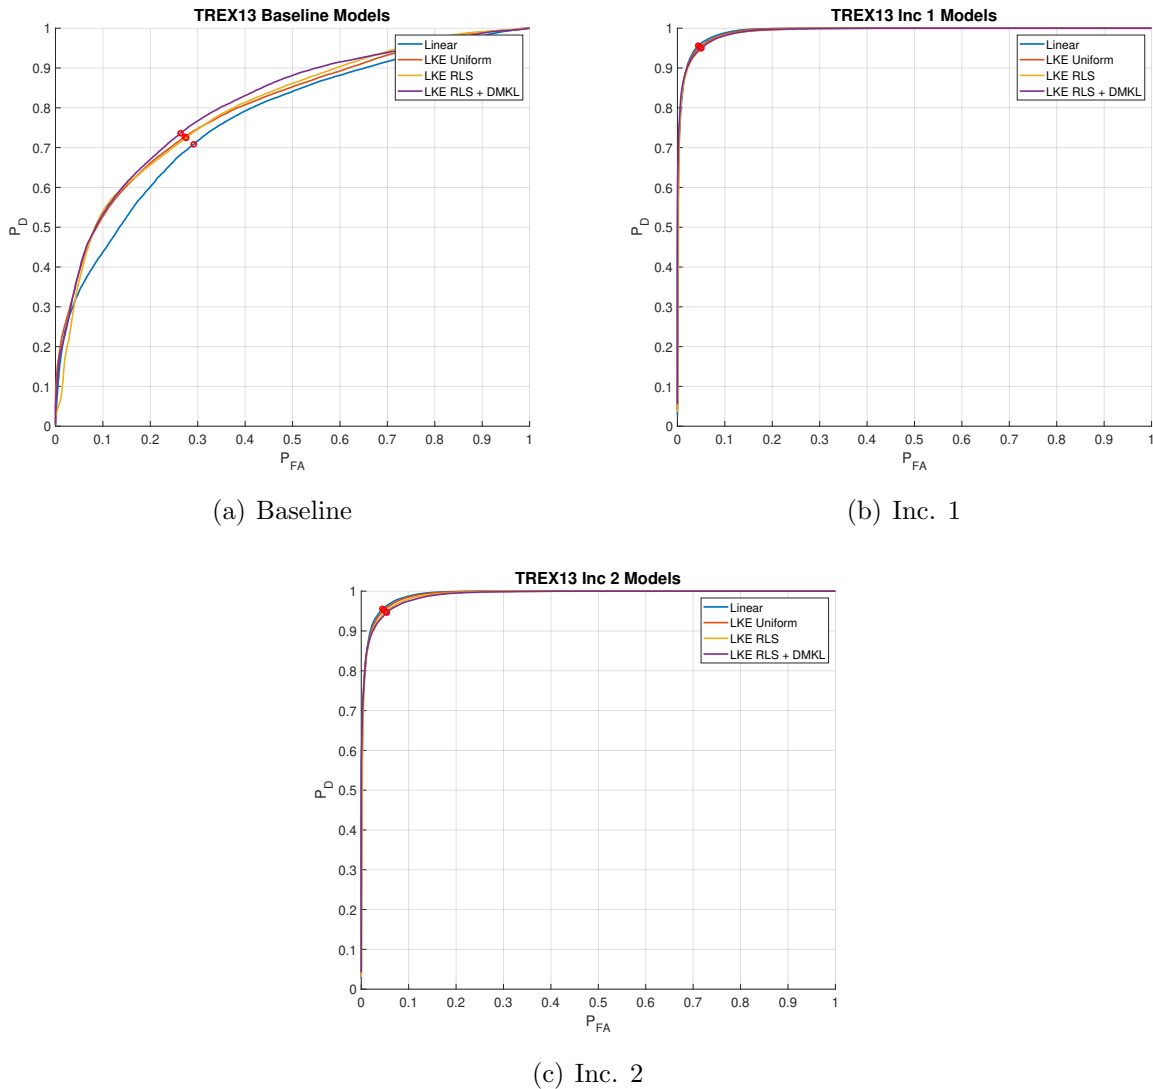 TREX13 Baseline Models
1
0.9
0.8
0.7
0.6
0.5
0.4
0.3
0.2
0.1
0
P_D
Linear
LKE Uniform
LKE RLS
LKE RLS + DMKL
0 0.1 0.2 0.3 0.4 0.5 0.6 0.7 0.8 0.9 1
P_FA
(a) Baseline
TREX13 Inc 1 Models
1
0.9
0.8
0.7
0.6
0.5
0.4
0.3
0.2
0.1
0
P_D
Linear
LKE Uniform
LKE RLS
LKE RLS + DMKL
0 0.1 0.2 0.3 0.4 0.5 0.6 0.7 0.8 0.9 1
P_FA
(b) Inc. 1
TREX13 Inc 2 Models
1
0.9
0.8
0.7
0.6
0.5
0.4
0.3
0.2
0.1
0
P_D
Linear
LKE Uniform
LKE RLS
LKE RLS + DMKL
0 0.1 0.2 0.3 0.4 0.5 0.6 0.7 0.8 0.9 1
P_FA
(c) Inc. 2